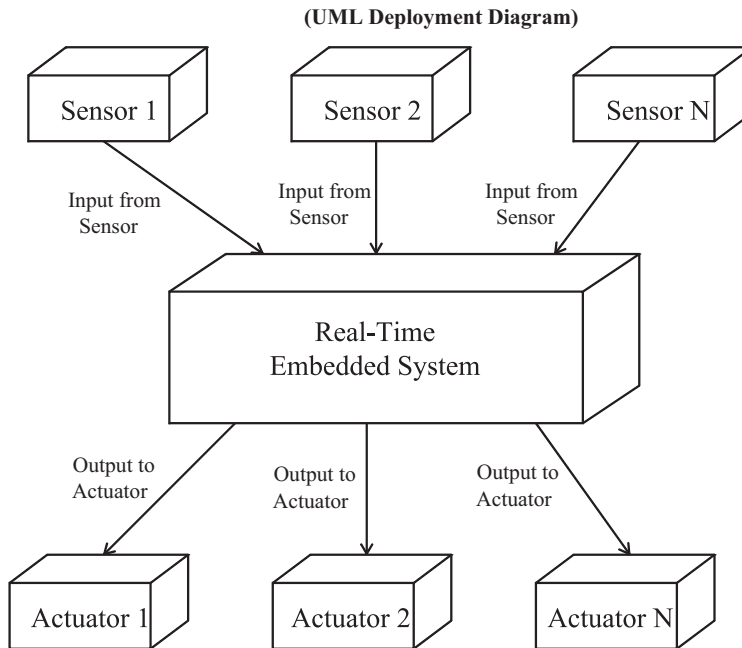 (UML Deployment Diagram)
Sensor 1
Sensor 2
Sensor N
Input from
Sensor
Input from
Sensor
Input from
Sensor
Real-Time
Embedded System
Output to
Actuator
Output to
Actuator
Output to
Actuator
Actuator 1
Actuator 2
Actuator N